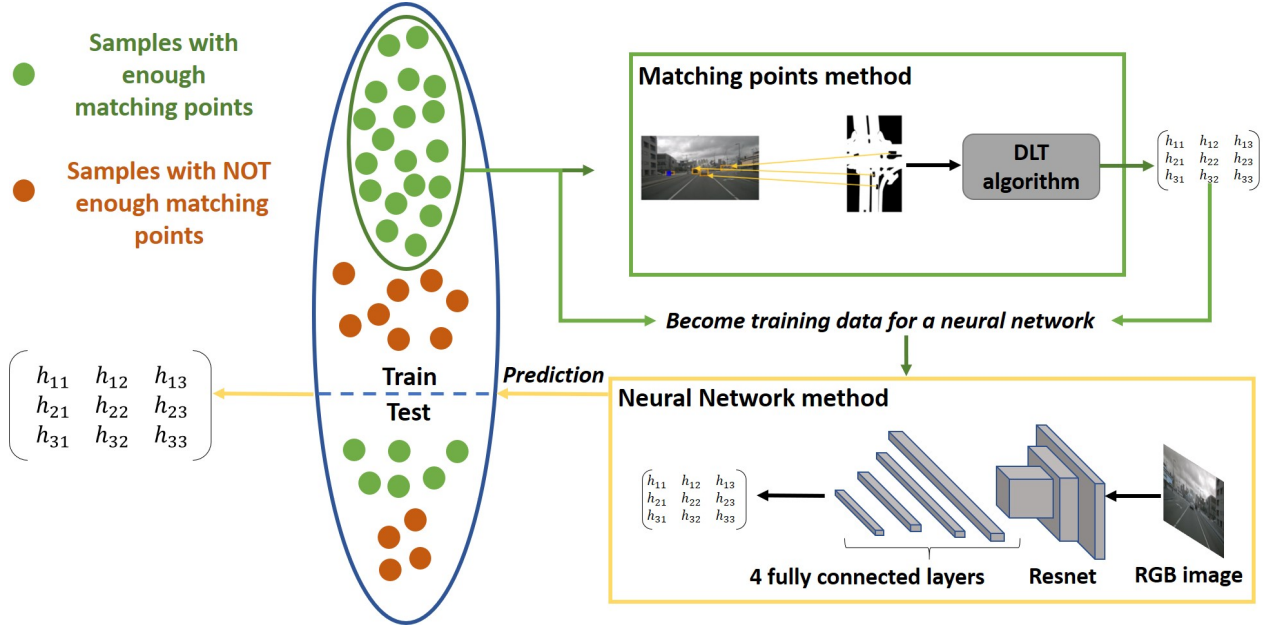 Samples with
enough
matching points
Samples with NOT
enough matching
points
Matching points method
DLT
algorithm
h11 h12 h13
h21 h22 h23
h31 h32 h33
Become training data for a neural network
Train
Test
Prediction
h11 h12 h13
h21 h22 h23
h31 h32 h33
Neural Network method
h11 h12 h13
h21 h22 h23
h31 h32 h33
4 fully connected layers
Resnet
RGB image